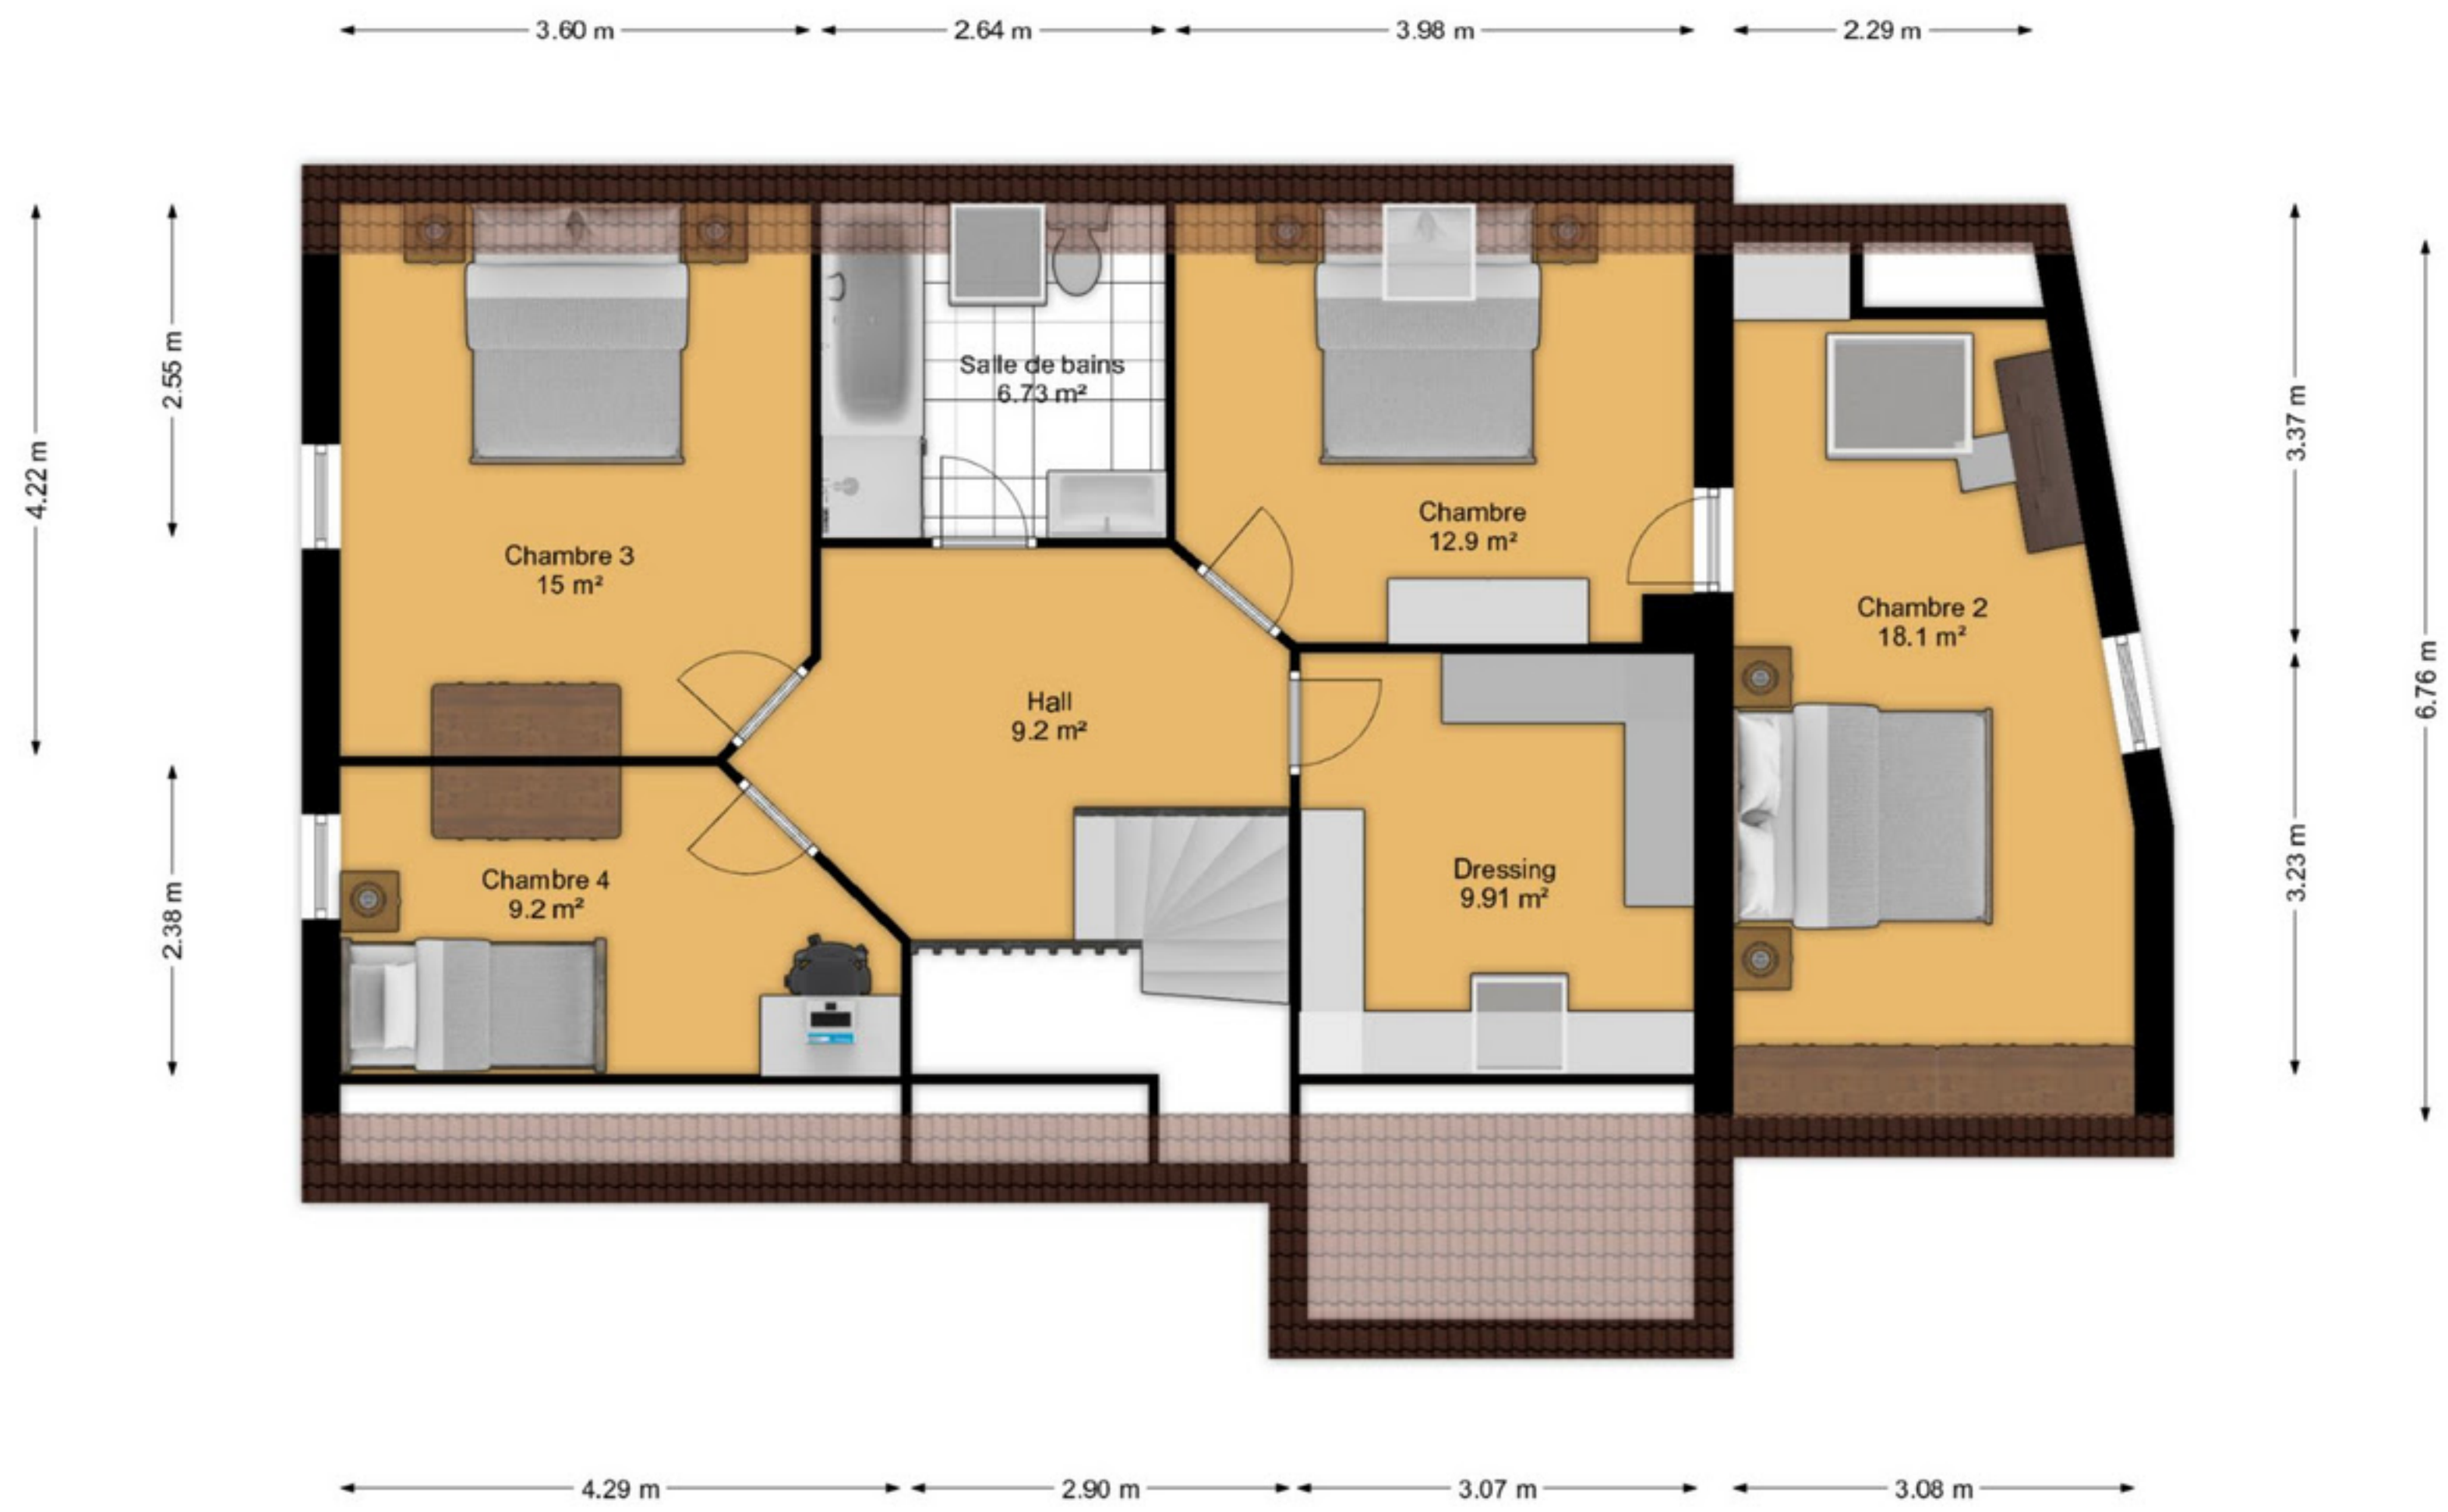 3.60 m
2.64 m
3.98 m
2.29 m
4.22 m
2.55 m
2.38 m
Chambre 3
15 m²
Salle de bains
6.73 m²
Chambre
12.9 m²
Chambre 2
18.1 m²
Hall
9.2 m²
Chambre 4
9.2 m²
Dressing
9.91 m²
3.37 m
3.23 m
6.76 m
4.29 m
2.90 m
3.07 m
3.08 m